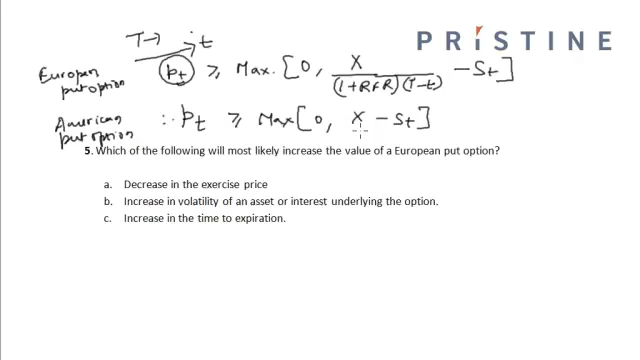 T→ t
PRISTINE
Europen put option
pt ≥ Max. [0, X / (1+RFR)(T-t) - St]
American put option
∴ Pt ≥ Max [0, X - St]
5. Which of the following will most likely increase the value of a European put option?
a. Decrease in the exercise price
b. Increase in volatility of an asset or interest underlying the option.
c. Increase in the time to expiration.